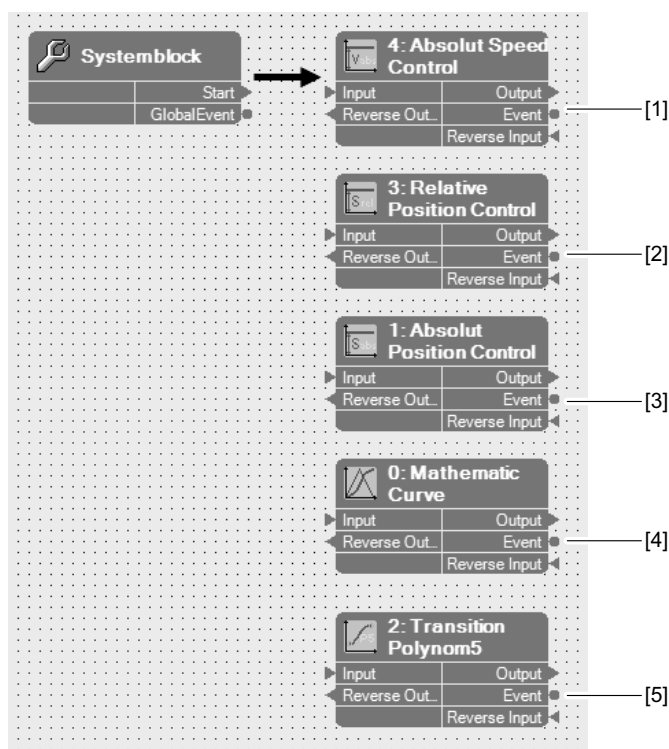 Systemblock
Start
GlobalEvent
4: Absolut Speed
Control
Input Output
Reverse Out... Event
Reverse Input
[1]
3: Relative
Position Control
Input Output
Reverse Out... Event
Reverse Input
[2]
1: Absolut
Position Control
Input Output
Reverse Out... Event
Reverse Input
[3]
0: Mathematic
Curve
Input Output
Reverse Out... Event
Reverse Input
[4]
2: Transition
Polynom5
Input Output
Reverse Out... Event
Reverse Input
[5]